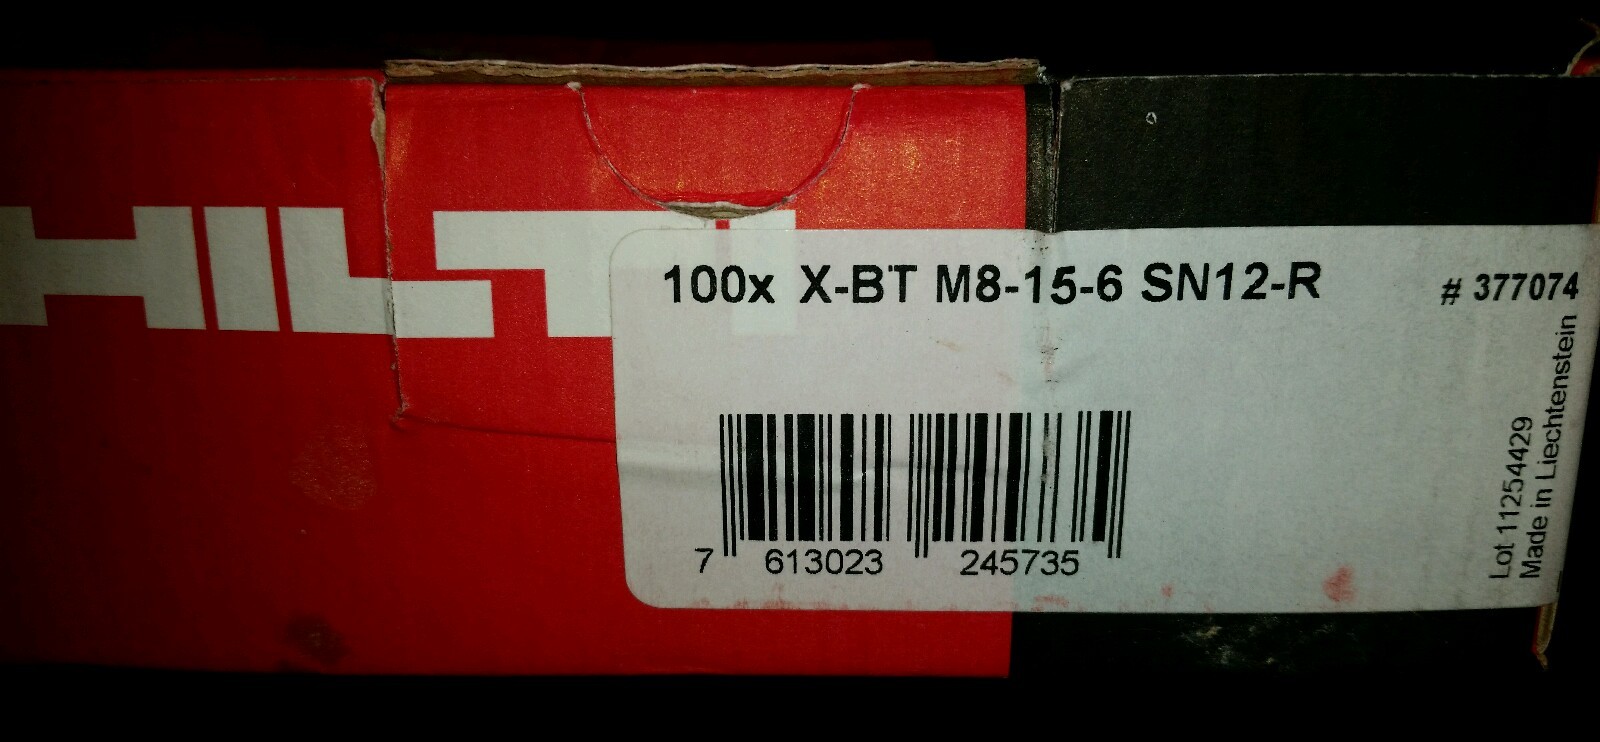 HILTI
100x X-BT M8-15-6 SN12-R
# 377074
7 613023 245735
Lot 11254429
Made in Liechtenstein